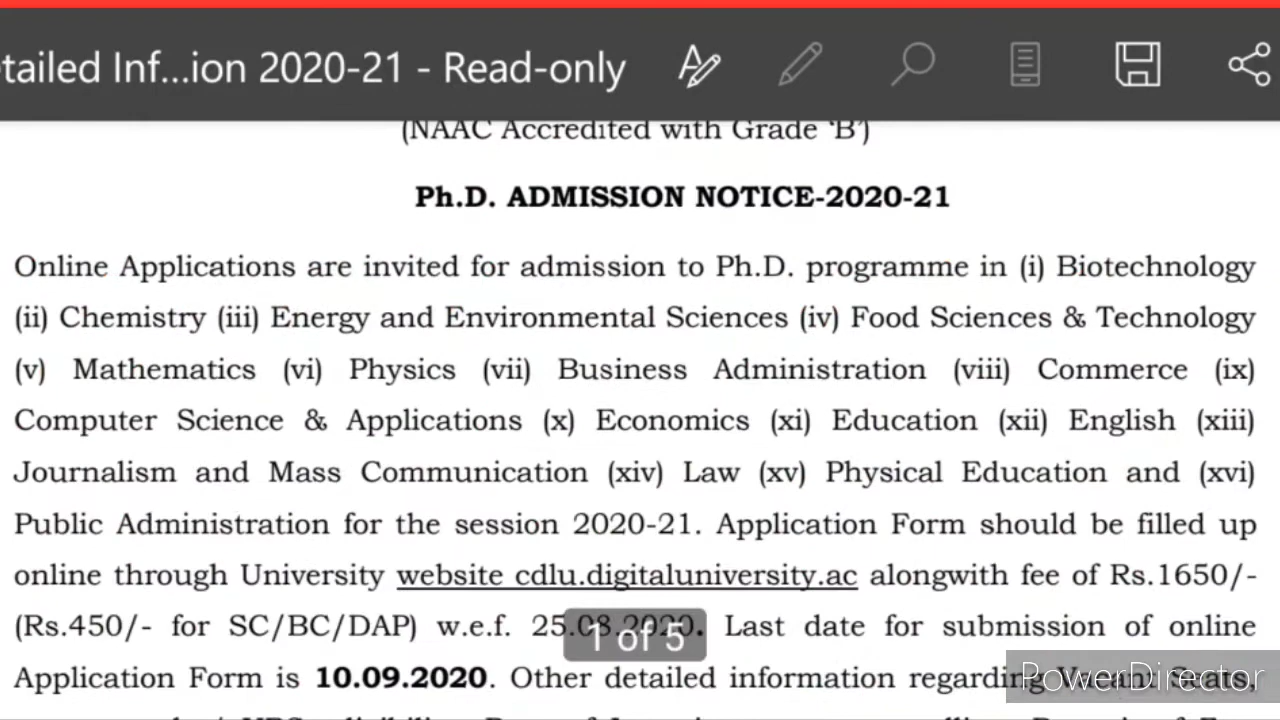 tailed Inf...ion 2020-21 - Read-only
(NAAC Accredited with Grade 'B')
Ph.D. ADMISSION NOTICE-2020-21
Online Applications are invited for admission to Ph.D. programme in (i) Biotechnology
(ii) Chemistry (iii) Energy and Environmental Sciences (iv) Food Sciences & Technology
(v) Mathematics (vi) Physics (vii) Business Administration (viii) Commerce (ix)
Computer Science & Applications (x) Economics (xi) Education (xii) English (xiii)
Journalism and Mass Communication (xiv) Law (xv) Physical Education and (xvi)
Public Administration for the session 2020-21. Application Form should be filled up
online through University website cdlu.digitaluniversity.ac alongwith fee of Rs.1650/-
(Rs.450/- for SC/BC/DAP) w.e.f. 25.08.2020. Last date for submission of online
1 of 5
Application Form is 10.09.2020. Other detailed information regarding Vacant Seats,
PowerDirector